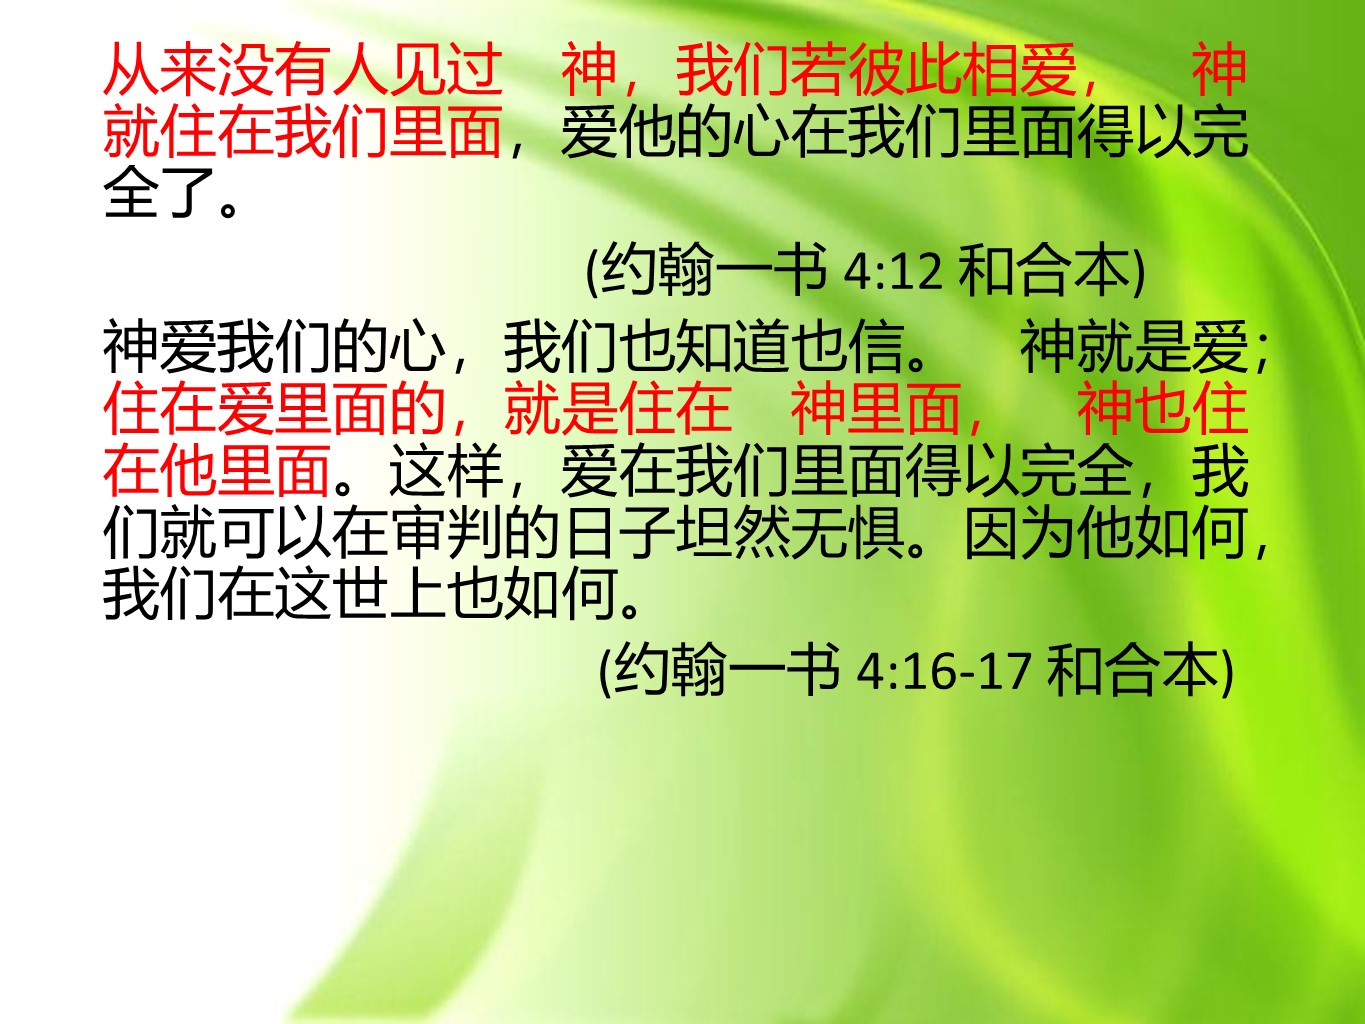 从来没有人见过　神，我们若彼此相爱，　神
就住在我们里面，爱他的心在我们里面得以完
全了。
(约翰一书 4:12 和合本)
神爱我们的心，我们也知道也信。　神就是爱；
住在爱里面的，就是住在　神里面，　神也住
在他里面。这样，爱在我们里面得以完全，我
们就可以在审判的日子坦然无惧。因为他如何，
我们在这世上也如何。
(约翰一书 4:16-17 和合本)